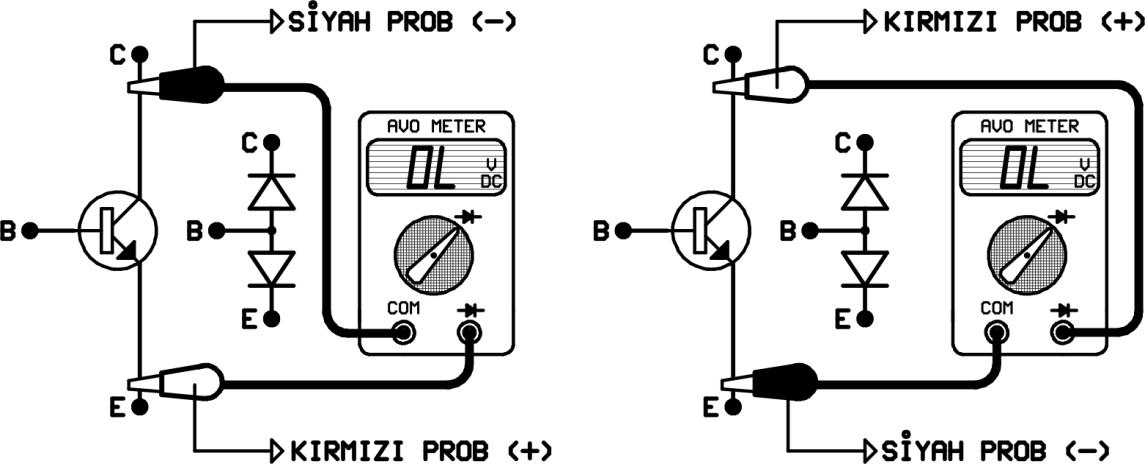 SİYAH PROB (-)
C
AVO METER
OL
V
DC
C
B
B
E
COM
E
KIRMIZI PROB (+)
KIRMIZI PROB (+)
C
AVO METER
OL
V
DC
C
B
B
E
COM
E
SİYAH PROB (-)